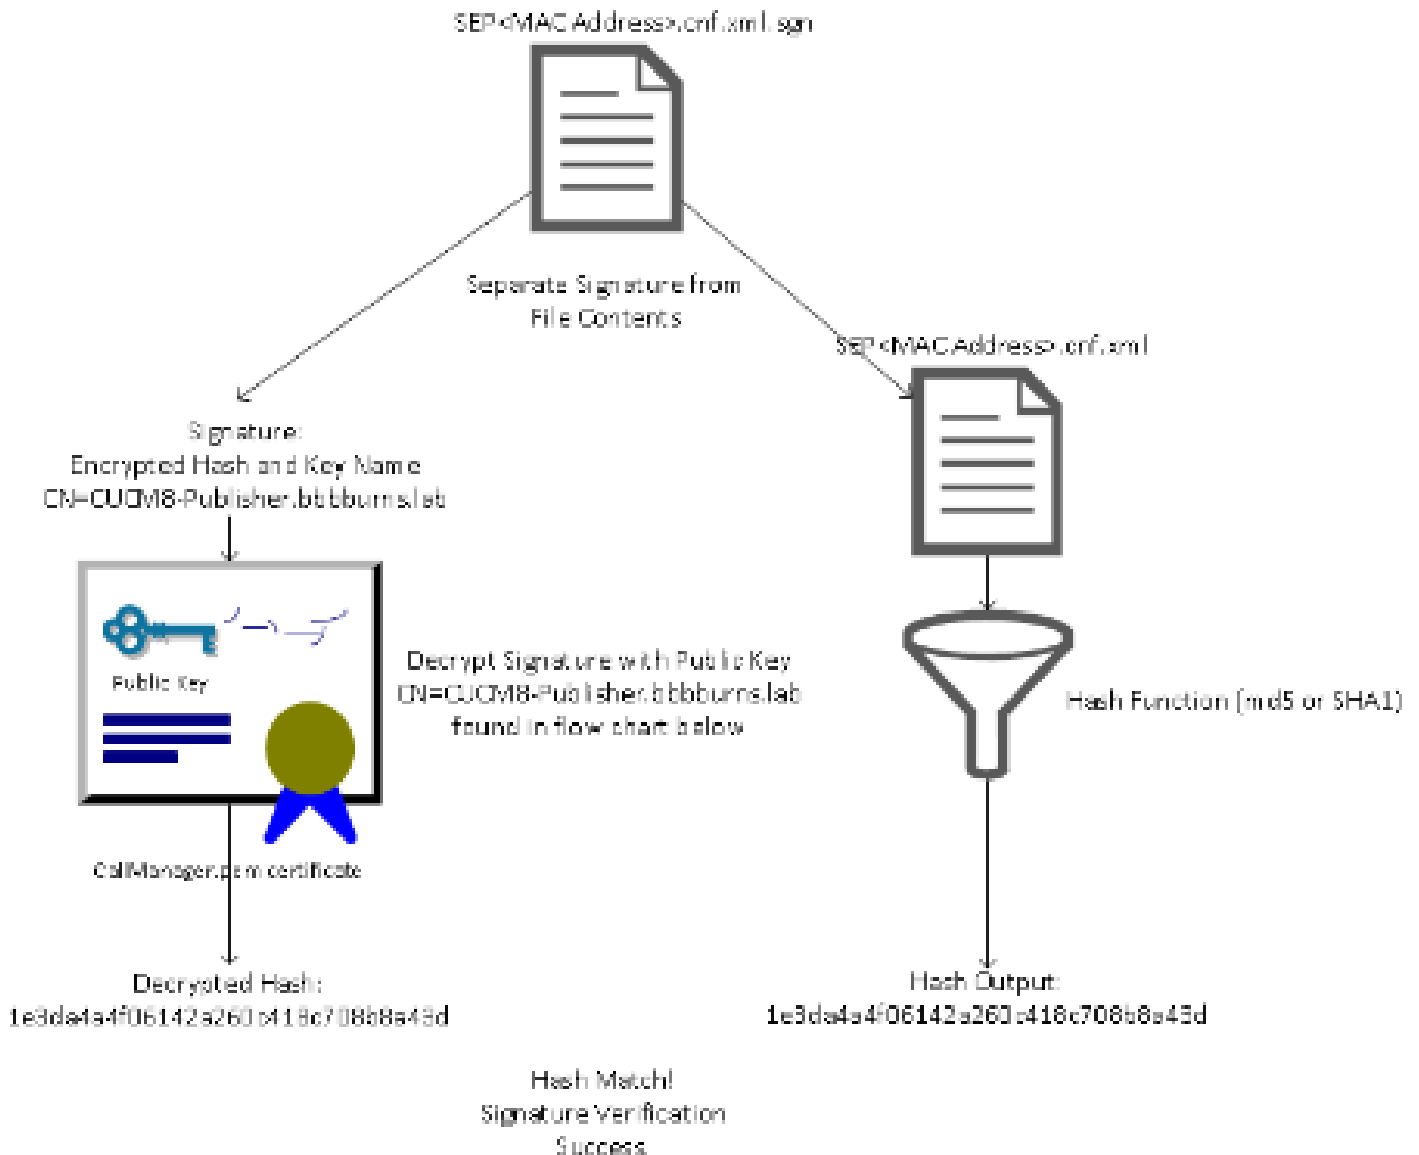 SEP<MAC Address>.cnf.xml.sgn
Separate Signature from
File Contents
SEP<MAC Address>.cnf.xml
Signature:
Encrypted Hash and Key Name
CN=CUCM8-Publisher.bbbburns.lab
Public Key
Decrypt Signature with Public Key
CN=CUCM8-Publisher.bbbburns.lab
found in flow chart below
Hash Function (md5 or SHA1)
CallManager.pem certificate
Decrypted Hash:
1e3da4a4f06142a260c418c708b8a43d
Hash Output:
1e3da4a4f06142a260c418c708b8a43d
Hash Match!
Signature Verification
Success